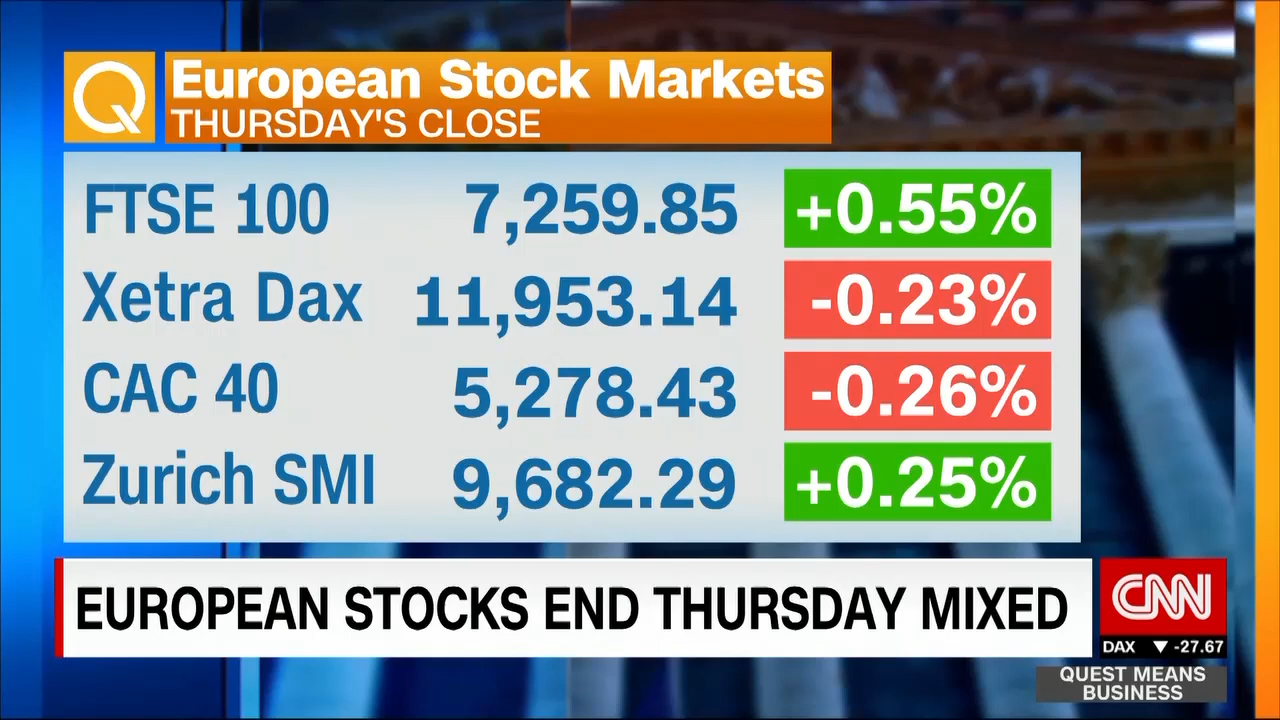 Q
European Stock Markets
THURSDAY'S CLOSE
FTSE 100 7,259.85 +0.55%
Xetra Dax 11,953.14 -0.23%
CAC 40 5,278.43 -0.26%
Zurich SMI 9,682.29 +0.25%
EUROPEAN STOCKS END THURSDAY MIXED
CNN
DAX ▼ -27.67
QUEST MEANS
BUSINESS